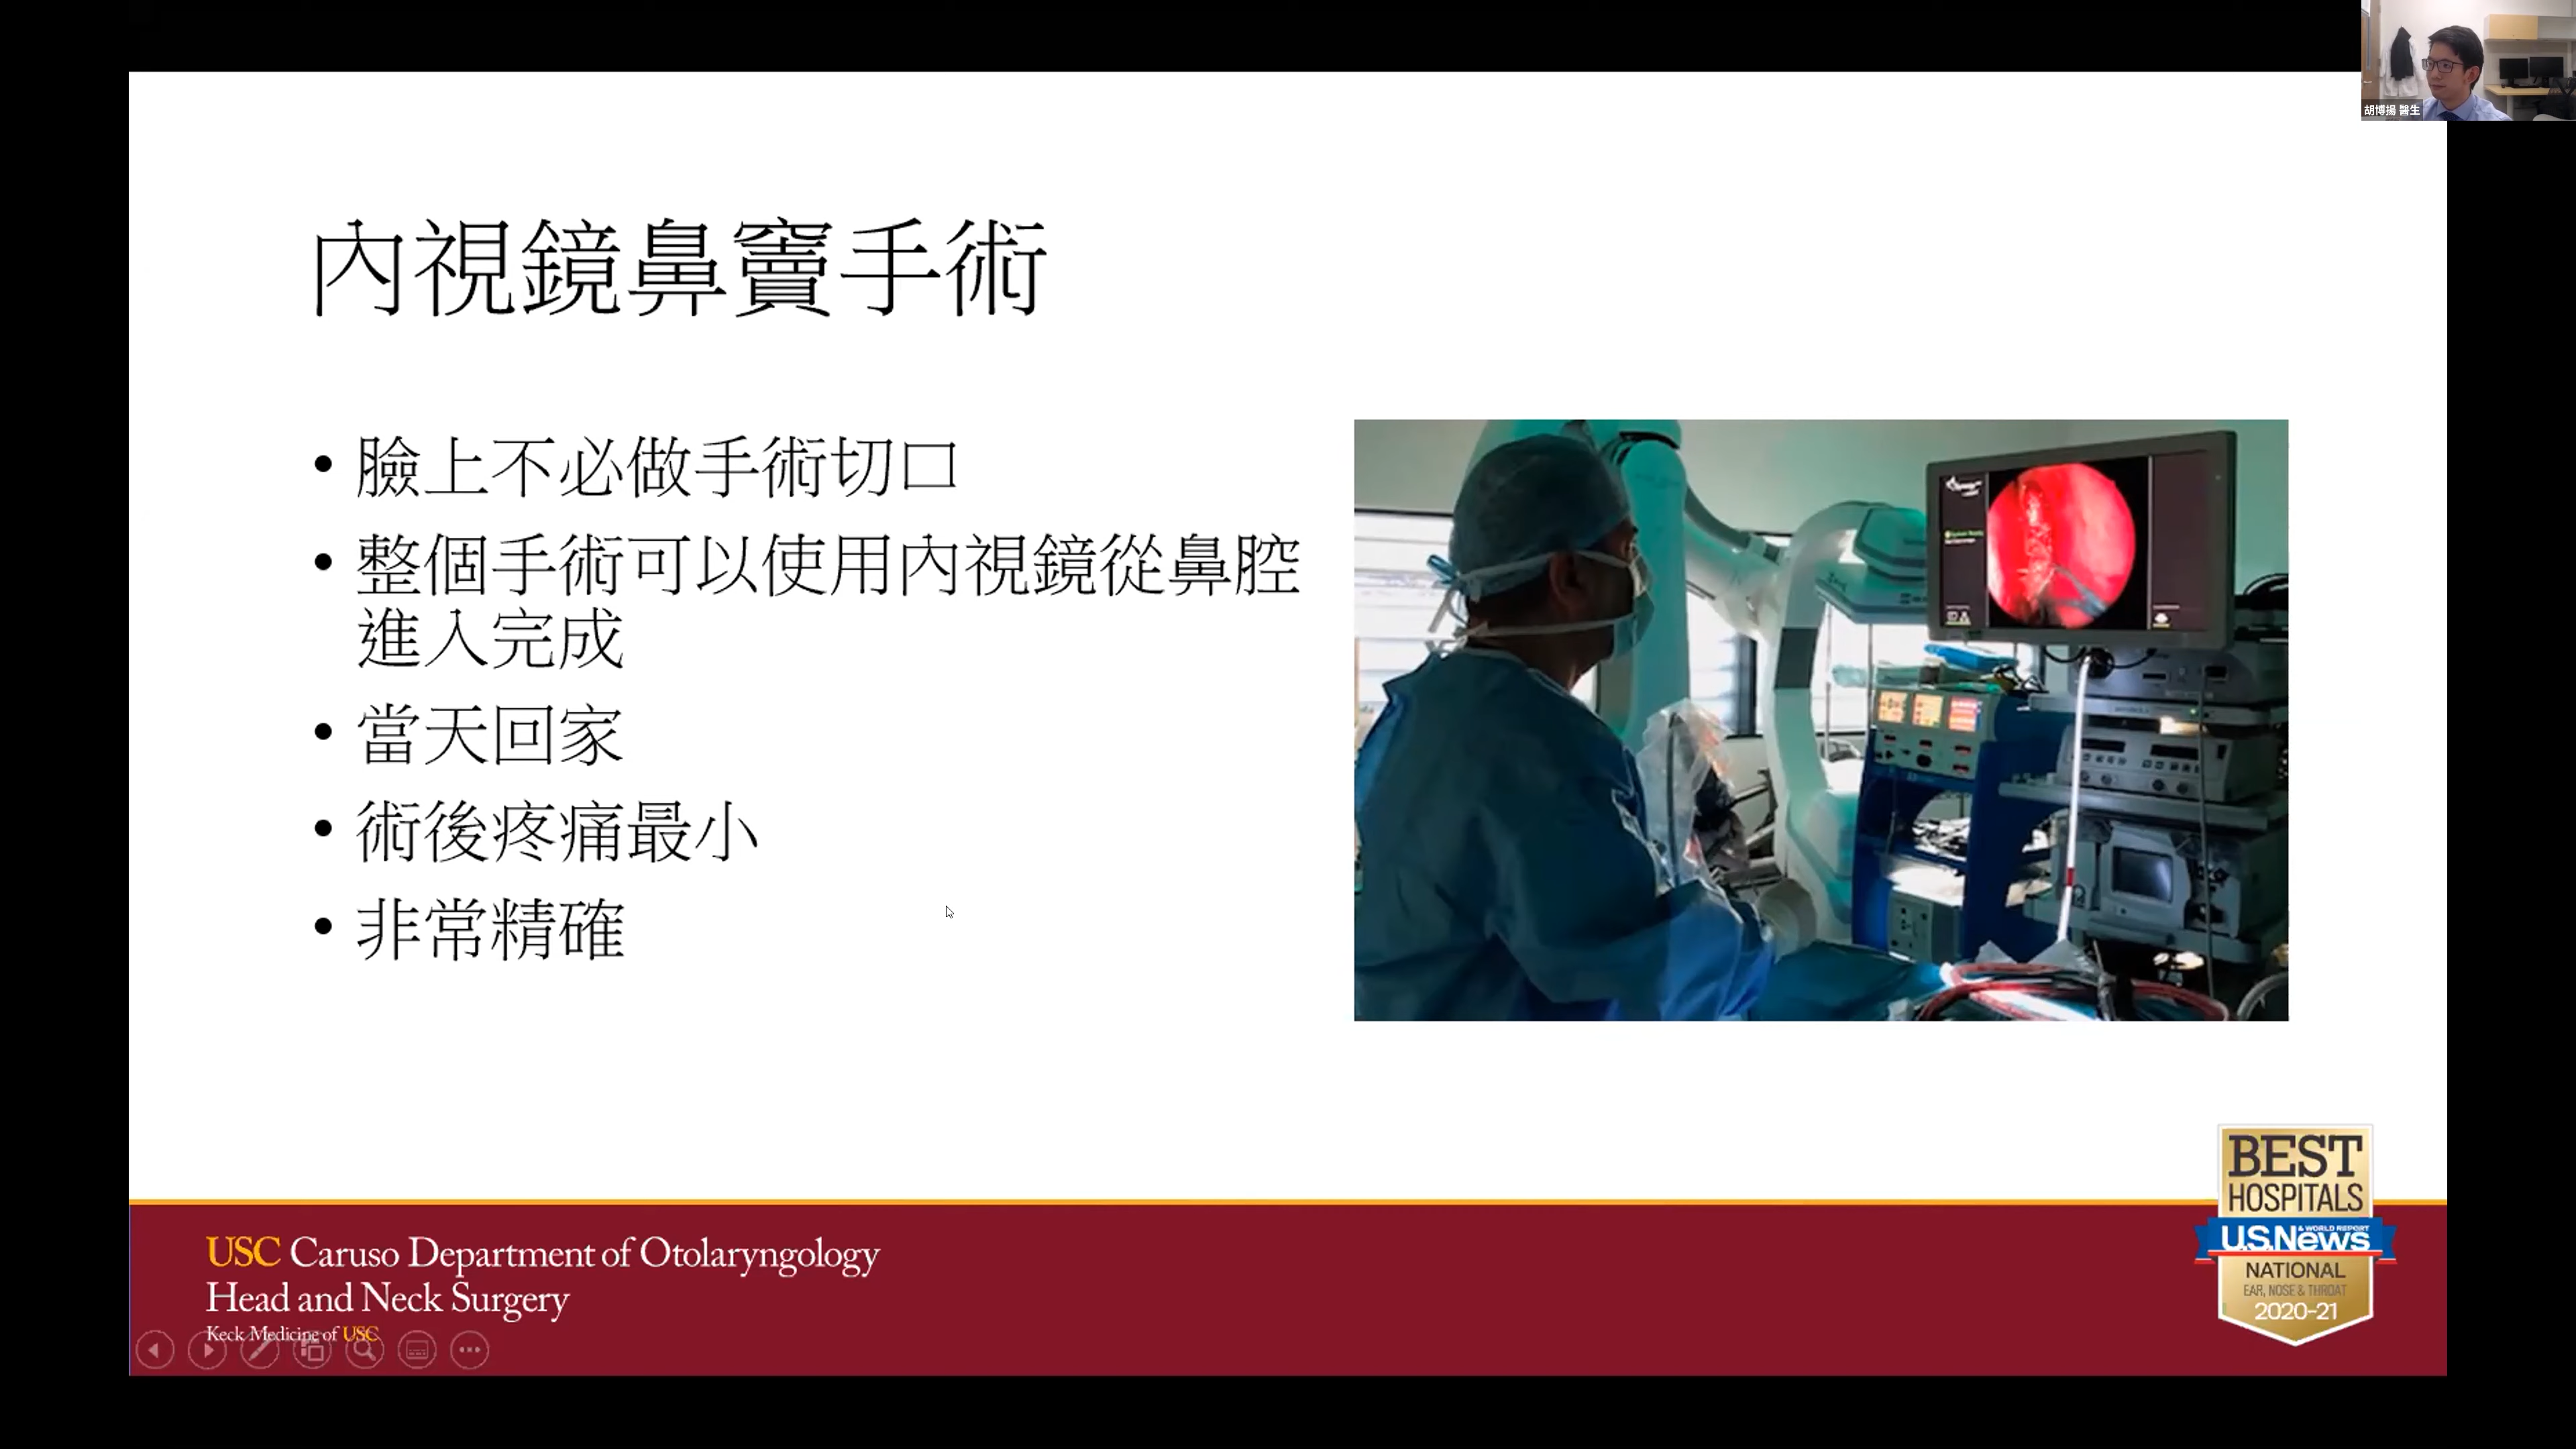 胡博揚 醫生
內視鏡鼻竇手術
• 臉上不必做手術切口
• 整個手術可以使用內視鏡從鼻腔
進入完成
• 當天回家
• 術後疼痛最小
• 非常精確
USC Caruso Department of Otolaryngology
Head and Neck Surgery
Keck Medicine of USC
BEST
HOSPITALS
U.S.News & WORLD REPORT
NATIONAL
EAR, NOSE & THROAT
2020-21